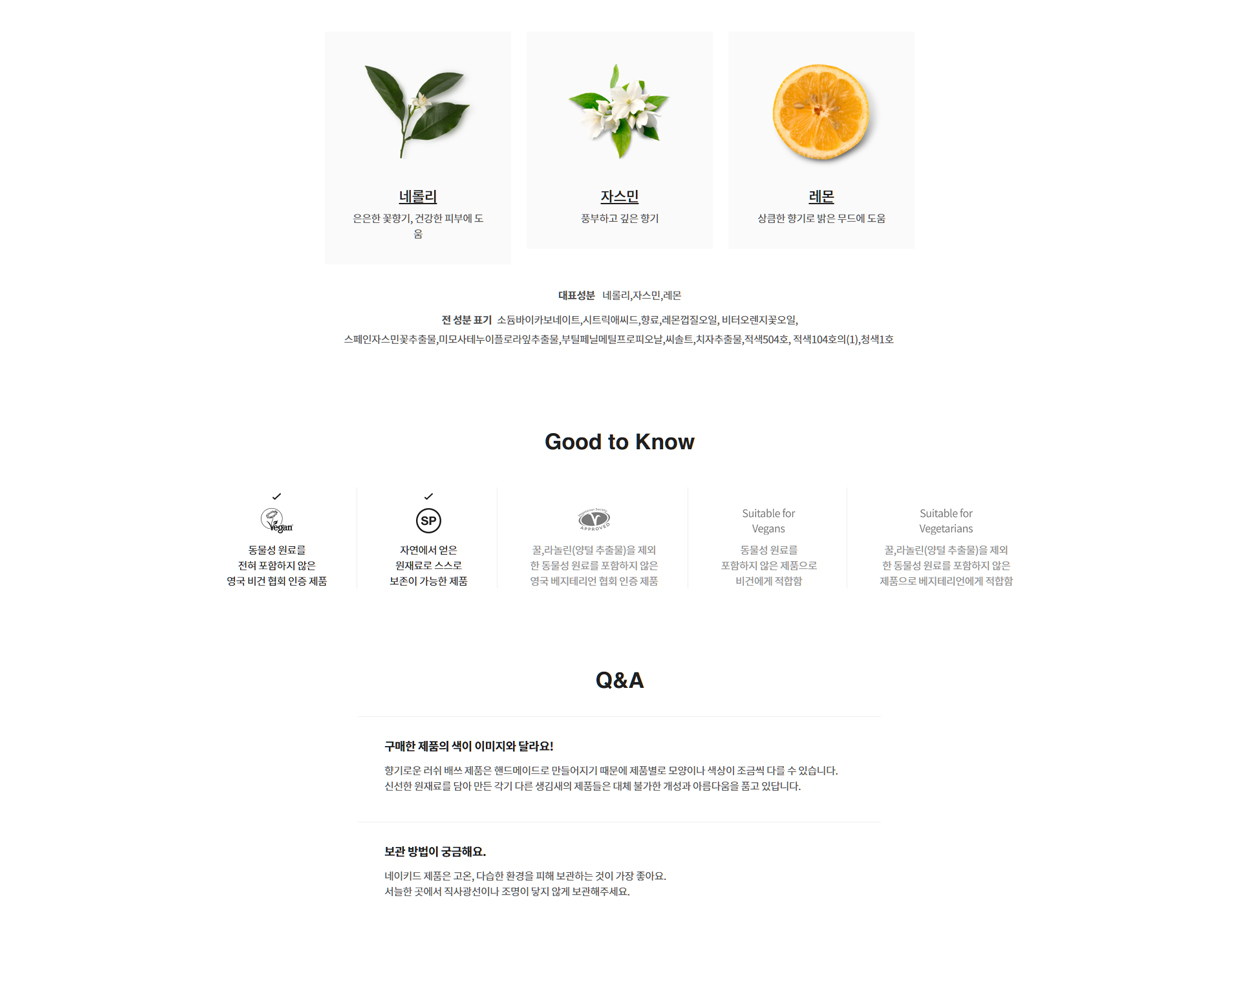 네롤리
은은한 꽃향기, 건강한 피부에 도
움
자스민
풍부하고 깊은 향기
레몬
상큼한 향기로 밝은 무드에 도움
대표성분 네롤리,자스민,레몬
전 성분 표기 소듐바이카보네이트,시트릭애씨드,향료,레몬껍질오일, 비터오렌지꽃오일,
스페인자스민꽃추출물,미모사테누이플로라잎추출물,부틸페닐메틸프로피오날,씨솔트,치자추출물,적색504호, 적색104호의(1),청색1호
Good to Know
Vegan
동물성 원료를
전혀 포함하지 않은
영국 비건 협회 인증 제품
SP
자연에서 얻은
원재료로 스스로
보존이 가능한 제품
APPROVED
꿀,라놀린(양털 추출물)을 제외
한 동물성 원료를 포함하지 않은
영국 베지테리언 협회 인증 제품
Suitable for
Vegans
동물성 원료를
포함하지 않은 제품으로
비건에게 적합함
Suitable for
Vegetarians
꿀,라놀린(양털 추출물)을 제외
한 동물성 원료를 포함하지 않은
제품으로 베지테리언에게 적합함
Q&A
구매한 제품의 색이 이미지와 달라요!
향기로운 러쉬 배쓰 제품은 핸드메이드로 만들어지기 때문에 제품별로 모양이나 색상이 조금씩 다를 수 있습니다.
신선한 원재료를 담아 만든 각기 다른 생김새의 제품들은 대체 불가한 개성과 아름다움을 품고 있답니다.
보관 방법이 궁금해요.
네이키드 제품은 고온, 다습한 환경을 피해 보관하는 것이 가장 좋아요.
서늘한 곳에서 직사광선이나 조명이 닿지 않게 보관해주세요.